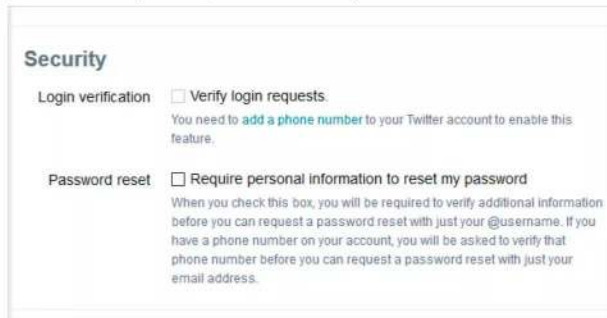 Security
Login verification Verify login requests.
You need to add a phone number to your Twitter account to enable this
feature.
Password reset Require personal information to reset my password
When you check this box, you will be required to verify additional information
before you can request a password reset with just your @username. If you
have a phone number on your account, you will be asked to verify that
phone number before you can request a password reset with just your
email address.